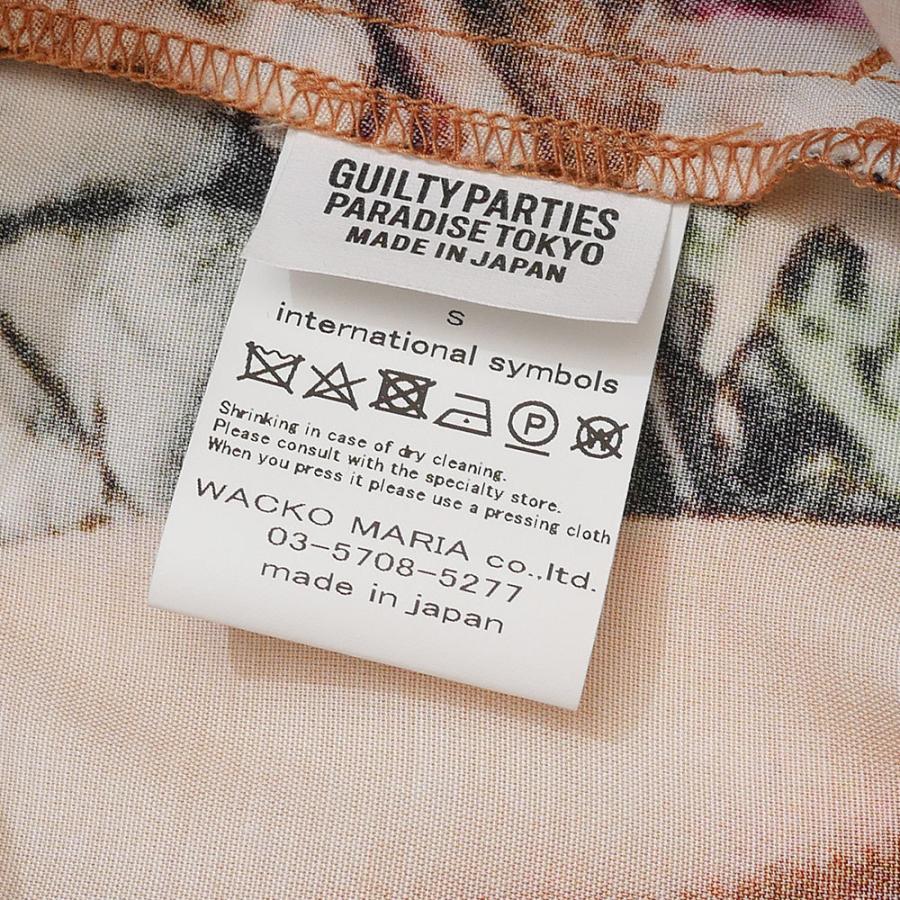 GUILTY PARTIES
PARADISE TOKYO
MADE IN JAPAN
S
international symbols
P
W
Shrinking in case of dry cleaning.
Please consult with the specialty store.
When you press it please use a pressing cloth
WACKO MARIA co.,ltd.
03-5708-5277
made in japan